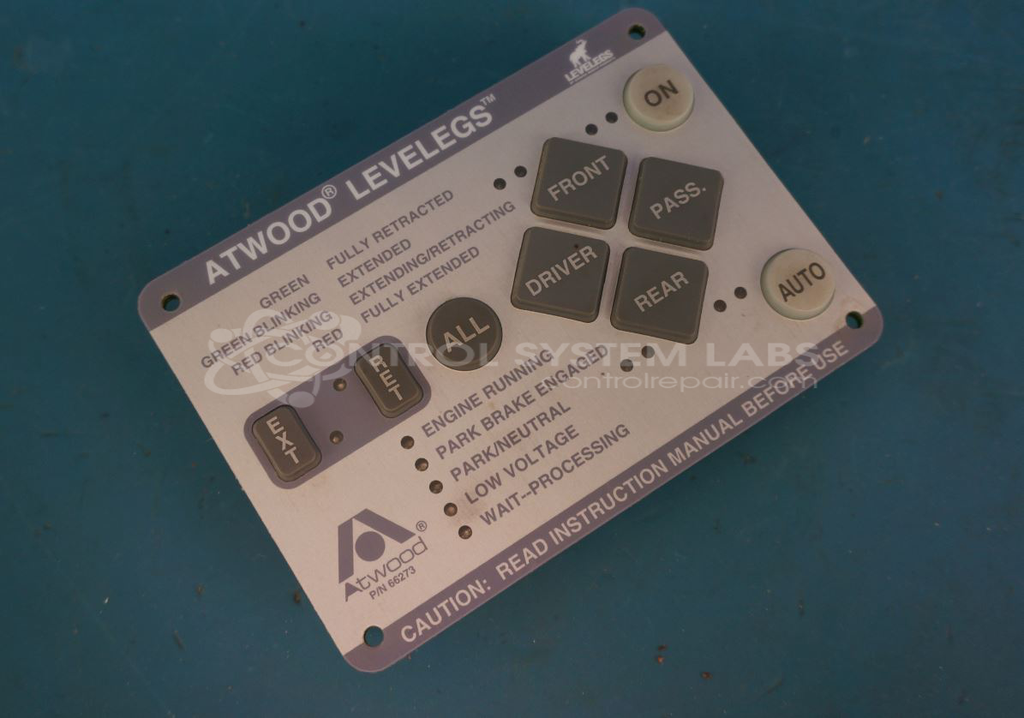 ATWOOD® LEVELEGS™
LEVELEGS
GREEN FULLY RETRACTED
GREEN BLINKING EXTENDED
RED BLINKING EXTENDING/RETRACTING
RED FULLY EXTENDED
ON
FRONT
PASS.
DRIVER
REAR
AUTO
ALL
RET
EXT
ENGINE RUNNING
PARK BRAKE ENGAGED
PARK/NEUTRAL
LOW VOLTAGE
WAIT--PROCESSING
Atwood®
P/N 66273
CAUTION: READ INSTRUCTION MANUAL BEFORE USE
CONTROL SYSTEM LABS
controlrepair.com